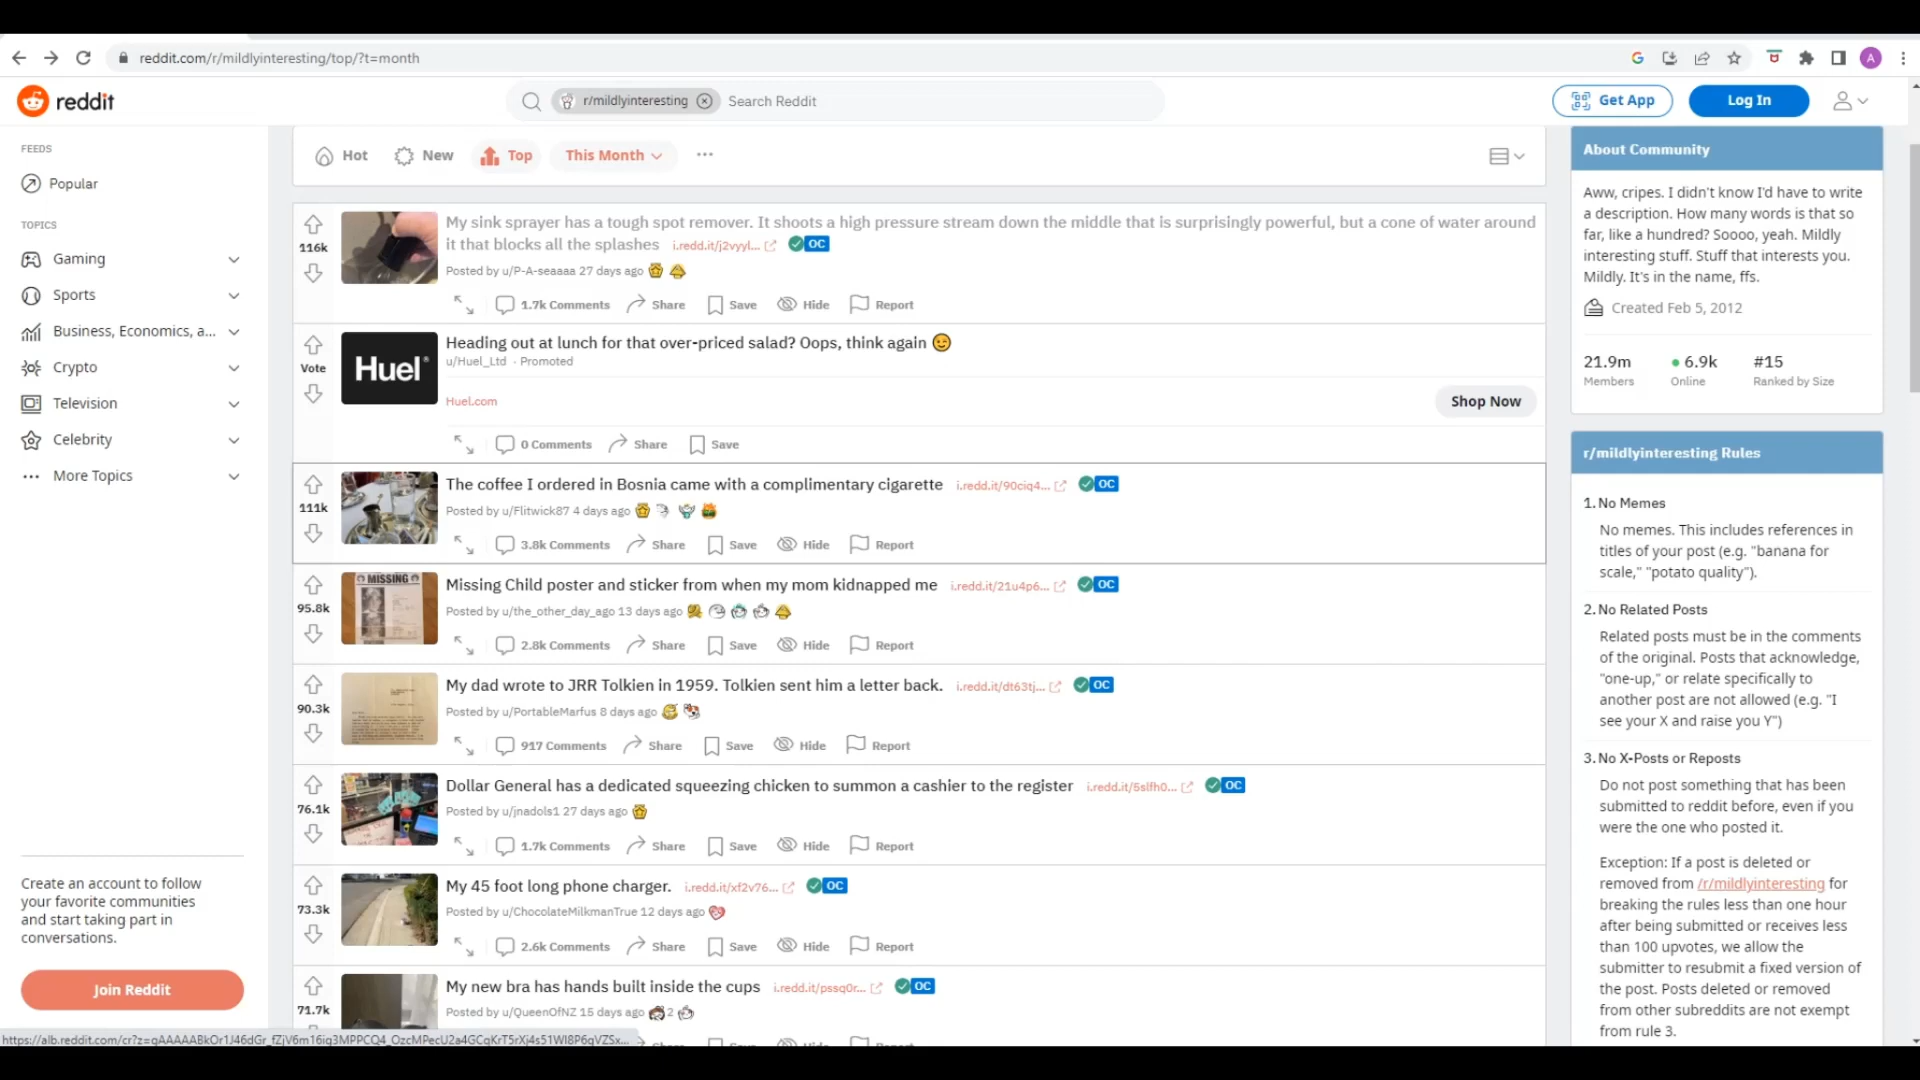 reddit.com/r/mildlyinteresting/top/?t=month
A
reddit
r/mildlyinteresting
Search Reddit
Get App
Log In
FEEDS
Popular
TOPICS
Gaming
Sports
Business, Economics, a...
Crypto
Television
Celebrity
More Topics
Create an account to follow
your favorite communities
and start taking part in
conversations.
Join Reddit
Hot
New
Top
This Month
116k
My sink sprayer has a tough spot remover. It shoots a high pressure stream down the middle that is surprisingly powerful, but a cone of water around
it that blocks all the splashes i.redd.it/j2vyyl... OC
Posted by u/P-A-seaaaa 27 days ago
1.7k Comments Share Save Hide Report
Vote
Huel
Heading out at lunch for that over-priced salad? Oops, think again 😉
u/Huel_Ltd · Promoted
Huel.com
Shop Now
0 Comments Share Save
111k
The coffee I ordered in Bosnia came with a complimentary cigarette i.redd.it/90ciq4... OC
Posted by u/Flitwick87 4 days ago
3.8k Comments Share Save Hide Report
95.8k
MISSING
Missing Child poster and sticker from when my mom kidnapped me i.redd.it/21u4p6... OC
Posted by u/the_other_day_ago 13 days ago
2.8k Comments Share Save Hide Report
90.3k
My dad wrote to JRR Tolkien in 1959. Tolkien sent him a letter back. i.redd.it/dt63tj... OC
Posted by u/PortableMarfus 8 days ago
917 Comments Share Save Hide Report
76.1k
Dollar General has a dedicated squeezing chicken to summon a cashier to the register i.redd.it/5slfh0... OC
Posted by u/jnadols1 27 days ago
1.7k Comments Share Save Hide Report
73.3k
My 45 foot long phone charger. i.redd.it/xf2v76... OC
Posted by u/ChocolateMilkmanTrue 12 days ago
2.6k Comments Share Save Hide Report
71.7k
My new bra has hands built inside the cups i.redd.it/pssq0r... OC
Posted by u/QueenOfNZ 15 days ago 2
About Community
Aww, cripes. I didn't know I'd have to write
a description. How many words is that so
far, like a hundred? Soooo, yeah. Mildly
interesting stuff. Stuff that interests you.
Mildly. It's in the name, ffs.
Created Feb 5, 2012
21.9m 6.9k #15
Members Online Ranked by Size
r/mildlyinteresting Rules
1. No Memes
No memes. This includes references in
titles of your post (e.g. "banana for
scale," "potato quality").
2. No Related Posts
Related posts must be in the comments
of the original. Posts that acknowledge,
"one-up," or relate specifically to
another post are not allowed (e.g. "I
see your X and raise you Y")
3. No X-Posts or Reposts
Do not post something that has been
submitted to reddit before, even if you
were the one who posted it.
Exception: If a post is deleted or
removed from /r/mildlyinteresting for
breaking the rules less than one hour
after being submitted or receives less
than 100 upvotes, we allow the
submitter to resubmit a fixed version of
the post. Posts deleted or removed
from other subreddits are not exempt
from rule 3.